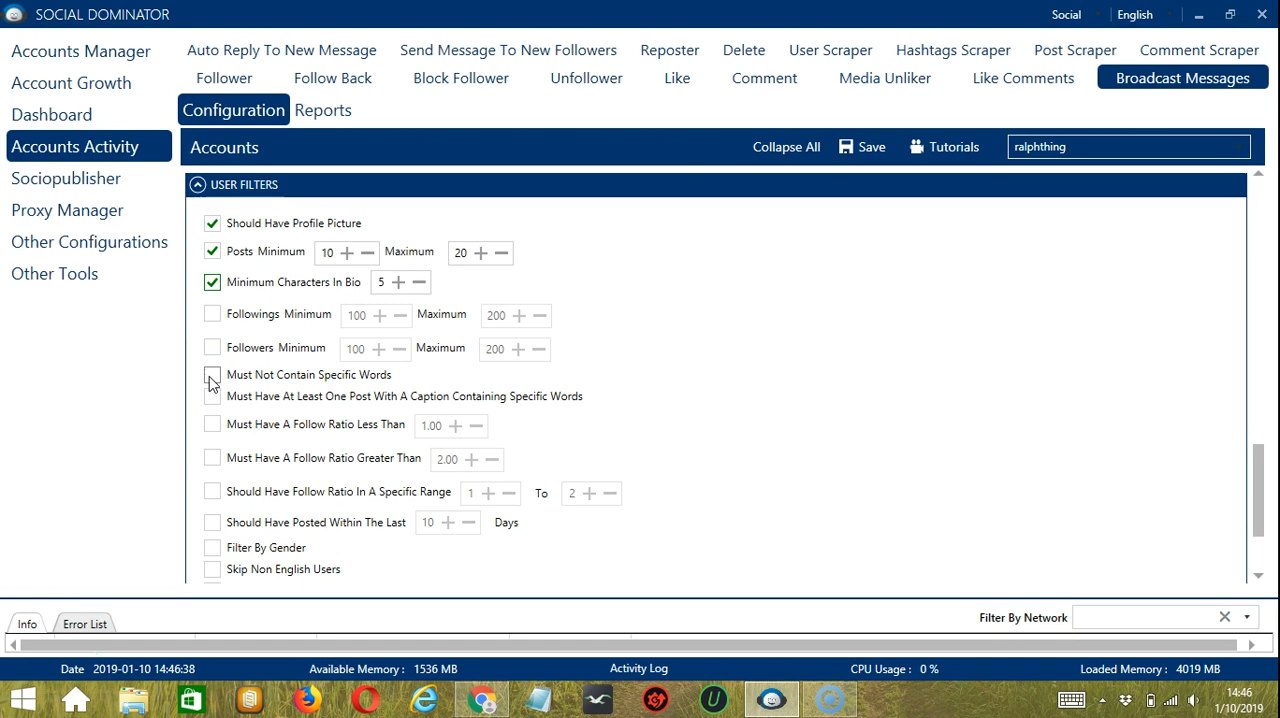 SOCIAL DOMINATOR
Social
English
Accounts Manager
Account Growth
Dashboard
Accounts Activity
Sociopublisher
Proxy Manager
Other Configurations
Other Tools
Auto Reply To New Message Send Message To New Followers Reposter Delete User Scraper Hashtags Scraper Post Scraper Comment Scraper
Follower Follow Back Block Follower Unfollower Like Comment Media Unliker Like Comments Broadcast Messages
Configuration Reports
Accounts Collapse All Save Tutorials ralphthing
USER FILTERS
Should Have Profile Picture
Posts Minimum 10 Maximum 20
Minimum Characters In Bio 5
Followings Minimum 100 Maximum 200
Followers Minimum 100 Maximum 200
Must Not Contain Specific Words
Must Have At Least One Post With A Caption Containing Specific Words
Must Have A Follow Ratio Less Than 1.00
Must Have A Follow Ratio Greater Than 2.00
Should Have Follow Ratio In A Specific Range 1 To 2
Should Have Posted Within The Last 10 Days
Filter By Gender
Skip Non English Users
Info Error List Filter By Network
Date 2019-01-10 14:46:38 Available Memory : 1536 MB Activity Log CPU Usage : 0 % Loaded Memory : 4019 MB
14:46
1/10/2019